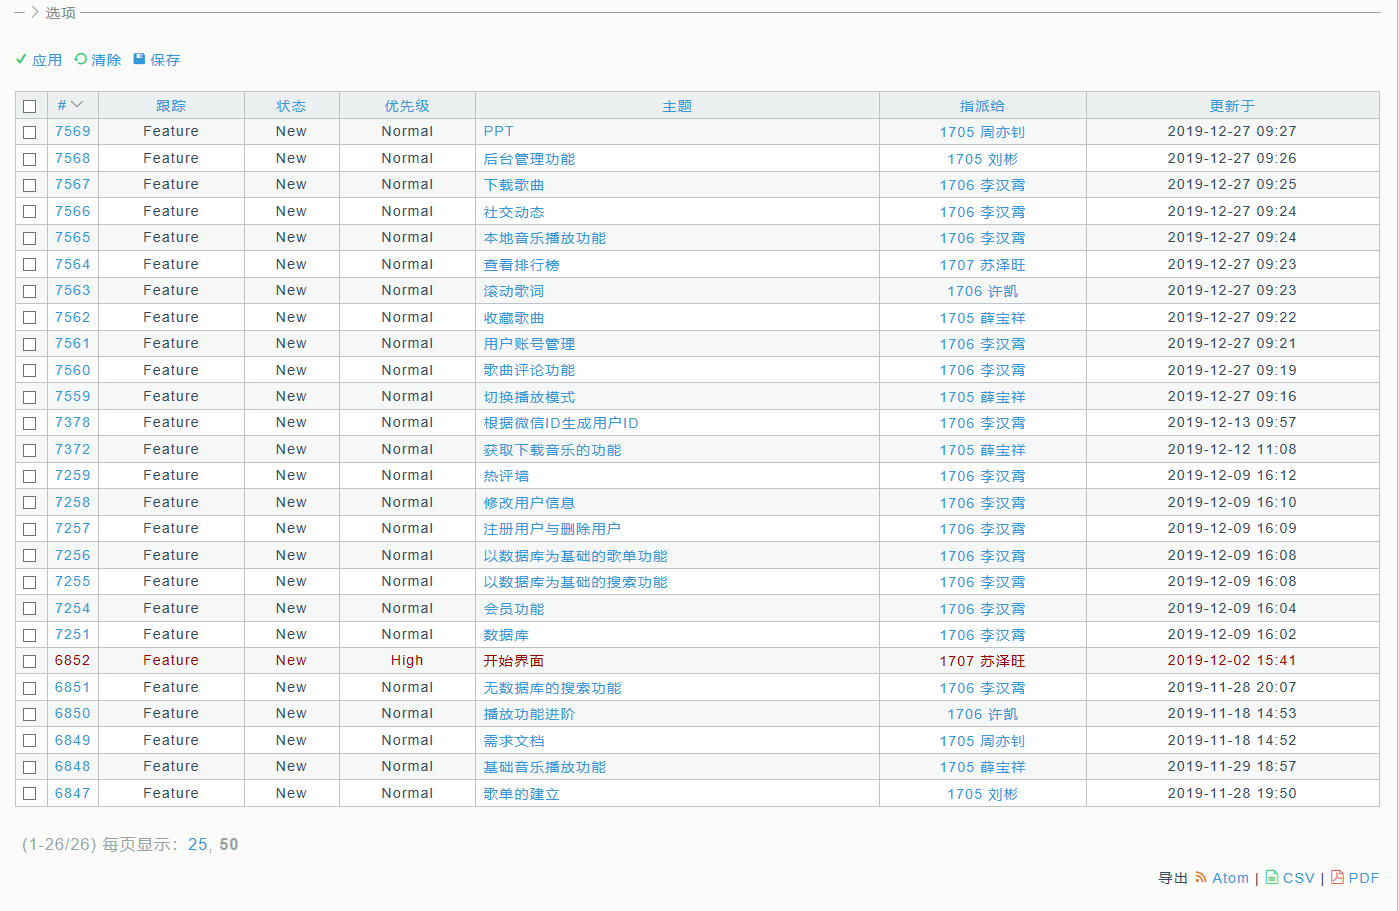 选项
应用 清除 保存
# 跟踪 状态 优先级 主题 指派给 更新于
7569 Feature New Normal PPT 1705 周亦钊 2019-12-27 09:27
7568 Feature New Normal 后台管理功能 1705 刘彬 2019-12-27 09:26
7567 Feature New Normal 下载歌曲 1706 李汉霄 2019-12-27 09:25
7566 Feature New Normal 社交动态 1706 李汉霄 2019-12-27 09:24
7565 Feature New Normal 本地音乐播放功能 1706 李汉霄 2019-12-27 09:24
7564 Feature New Normal 查看排行榜 1707 苏泽旺 2019-12-27 09:23
7563 Feature New Normal 滚动歌词 1706 许凯 2019-12-27 09:23
7562 Feature New Normal 收藏歌曲 1705 薛宝祥 2019-12-27 09:22
7561 Feature New Normal 用户账号管理 1706 李汉霄 2019-12-27 09:21
7560 Feature New Normal 歌曲评论功能 1706 李汉霄 2019-12-27 09:19
7559 Feature New Normal 切换播放模式 1705 薛宝祥 2019-12-27 09:16
7378 Feature New Normal 根据微信ID生成用户ID 1706 李汉霄 2019-12-13 09:57
7372 Feature New Normal 获取下载音乐的功能 1705 薛宝祥 2019-12-12 11:08
7259 Feature New Normal 热评墙 1706 李汉霄 2019-12-09 16:12
7258 Feature New Normal 修改用户信息 1706 李汉霄 2019-12-09 16:10
7257 Feature New Normal 注册用户与删除用户 1706 李汉霄 2019-12-09 16:09
7256 Feature New Normal 以数据库为基础的歌单功能 1706 李汉霄 2019-12-09 16:08
7255 Feature New Normal 以数据库为基础的搜索功能 1706 李汉霄 2019-12-09 16:08
7254 Feature New Normal 会员功能 1706 李汉霄 2019-12-09 16:04
7251 Feature New Normal 数据库 1706 李汉霄 2019-12-09 16:02
6852 Feature New High 开始界面 1707 苏泽旺 2019-12-02 15:41
6851 Feature New Normal 无数据库的搜索功能 1706 李汉霄 2019-11-28 20:07
6850 Feature New Normal 播放功能进阶 1706 许凯 2019-11-18 14:53
6849 Feature New Normal 需求文档 1705 周亦钊 2019-11-18 14:52
6848 Feature New Normal 基础音乐播放功能 1705 薛宝祥 2019-11-29 18:57
6847 Feature New Normal 歌单的建立 1705 刘彬 2019-11-28 19:50
(1-26/26) 每页显示： 25, 50
导出 Atom | CSV | PDF